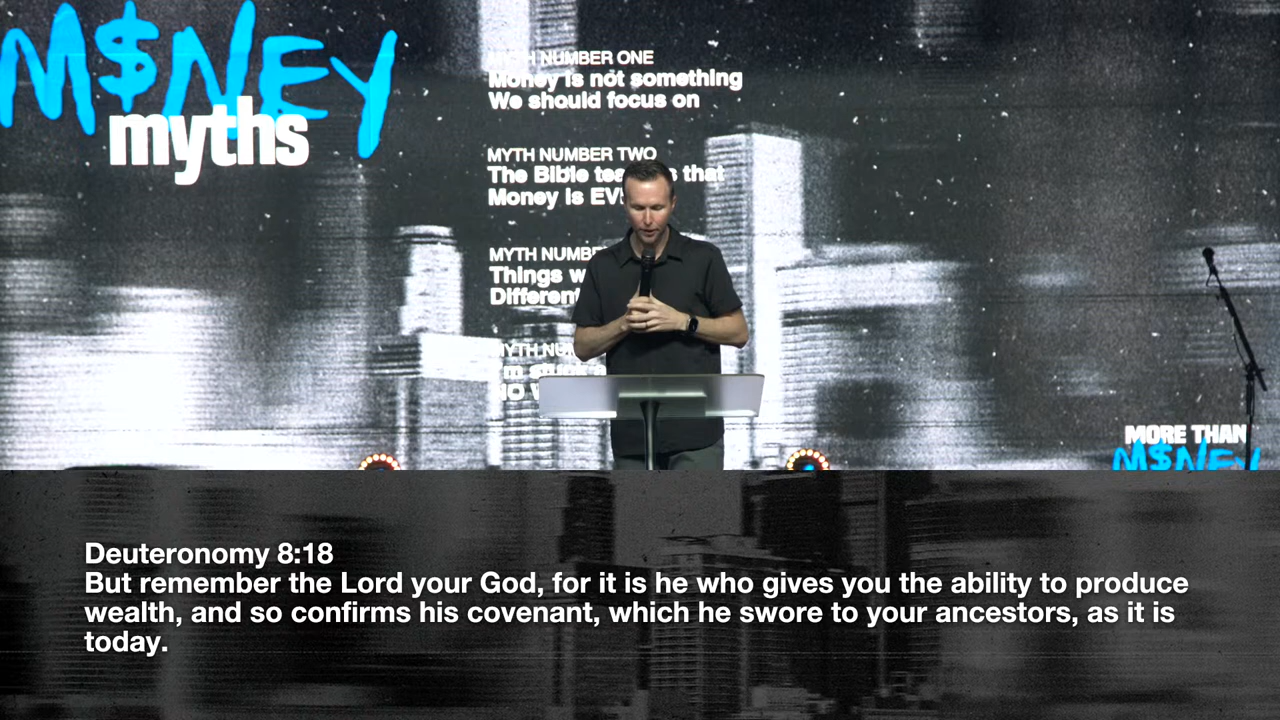 M$NEY
myths
MYTH NUMBER ONE
Money is not something
We should focus on
MYTH NUMBER TWO
The Bible that
Money is
MYTH
Things
MYTH
MORE THAN
M$NEY
Deuteronomy 8:18
But remember the Lord your God, for it is he who gives you the ability to produce
wealth, and so confirms his covenant, which he swore to your ancestors, as it is
today.